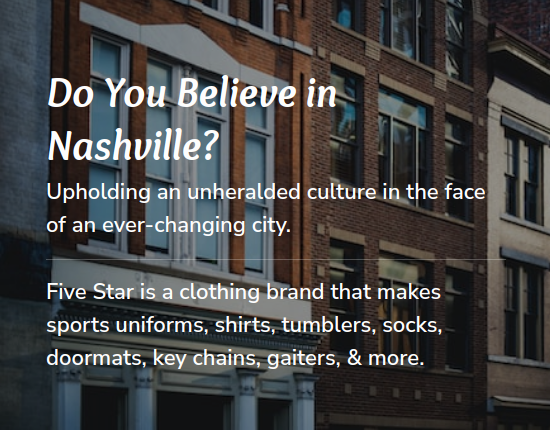 Do You Believe in
Nashville?
Upholding an unheralded culture in the face
of an ever-changing city.
Five Star is a clothing brand that makes
sports uniforms, shirts, tumblers, socks,
doormats, key chains, gaiters, & more.